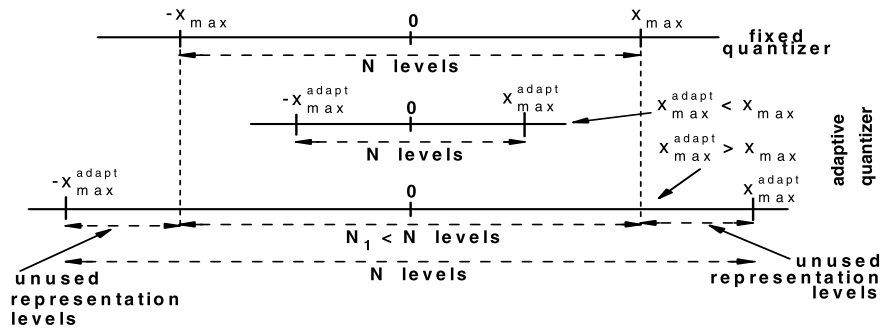 -x max 0 x max
fixed
quantizer
N levels
-x adapt max 0 x adapt max
x adapt max < x max
N levels
x adapt max > x max
adaptive
quantizer
-x adapt max 0 x adapt max
N1 < N levels
unused
representation
levels
N levels
unused
representation
levels